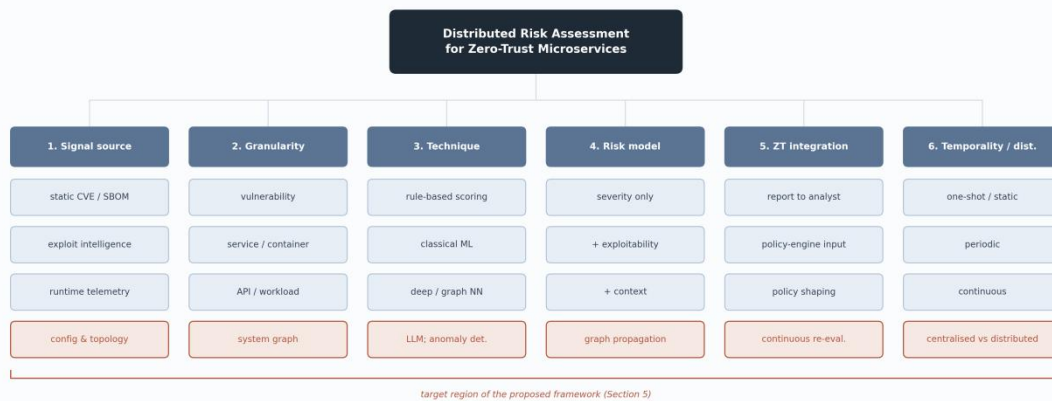 Distributed Risk Assessment
for Zero-Trust Microservices
1. Signal source
2. Granularity
3. Technique
4. Risk model
5. ZT integration
6. Temporality / dist.
static CVE / SBOM
vulnerability
rule-based scoring
severity only
report to analyst
one-shot / static
exploit intelligence
service / container
classical ML
+ exploitability
policy-engine input
periodic
runtime telemetry
API / workload
deep / graph NN
+ context
policy shaping
continuous
config & topology
system graph
LLM; anomaly det.
graph propagation
continuous re-eval.
centralised vs distributed
target region of the proposed framework (Section 5)